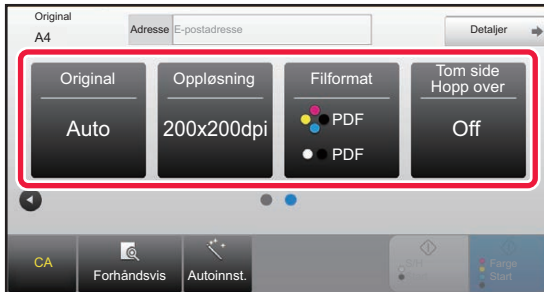 Original
A4
Adresse E-postadresse
Detaljer
Original
Auto
Oppløsning
200x200dpi
Filformat
PDF
PDF
Tom side
Hopp over
Off
CA
Forhåndsvis
Autoinnst.
S/H
Start
Farge
Start